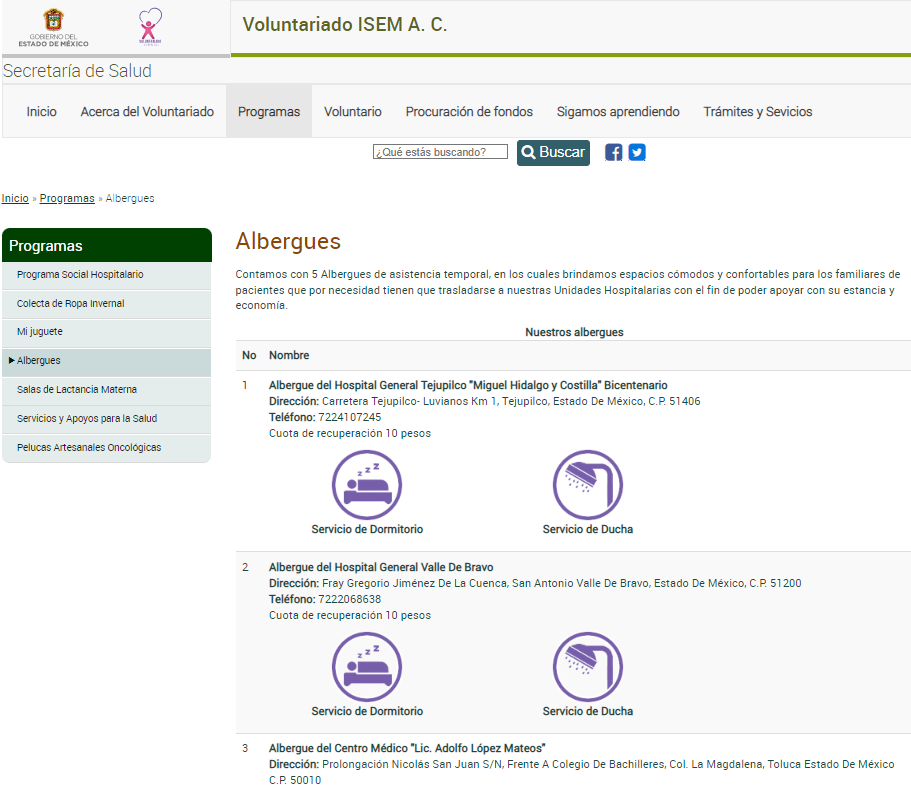 GOBIERNO DEL
ESTADO DE MÉXICO
Voluntariado ISEM A. C.
Secretaría de Salud
Inicio Acerca del Voluntariado Programas Voluntario Procuración de fondos Sigamos aprendiendo Trámites y Sevicios
¿Qué estás buscando? Buscar
Inicio » Programas » Albergues
Programas
Programa Social Hospitalario
Colecta de Ropa Invernal
Mi juguete
Albergues
Salas de Lactancia Materna
Servicios y Apoyos para la Salud
Pelucas Artesanales Oncológicas
Albergues
Contamos con 5 Albergues de asistencia temporal, en los cuales brindamos espacios cómodos y confortables para los familiares de
pacientes que por necesidad tienen que trasladarse a nuestras Unidades Hospitalarias con el fin de poder apoyar con su estancia y
economía.
Nuestros albergues
No Nombre
1 Albergue del Hospital General Tejupilco "Miguel Hidalgo y Costilla" Bicentenario
Dirección: Carretera Tejupilco- Luvianos Km 1, Tejupilco, Estado De México, C.P. 51406
Teléfono: 7224107245
Cuota de recuperación 10 pesos
Servicio de Dormitorio Servicio de Ducha
2 Albergue del Hospital General Valle De Bravo
Dirección: Fray Gregorio Jiménez De La Cuenca, San Antonio Valle De Bravo, Estado De México, C.P. 51200
Teléfono: 7222068638
Cuota de recuperación 10 pesos
Servicio de Dormitorio Servicio de Ducha
3 Albergue del Centro Médico "Lic. Adolfo López Mateos"
Dirección: Prolongación Nicolás San Juan S/N, Frente A Colegio De Bachilleres, Col. La Magdalena, Toluca Estado De México
C.P. 50010